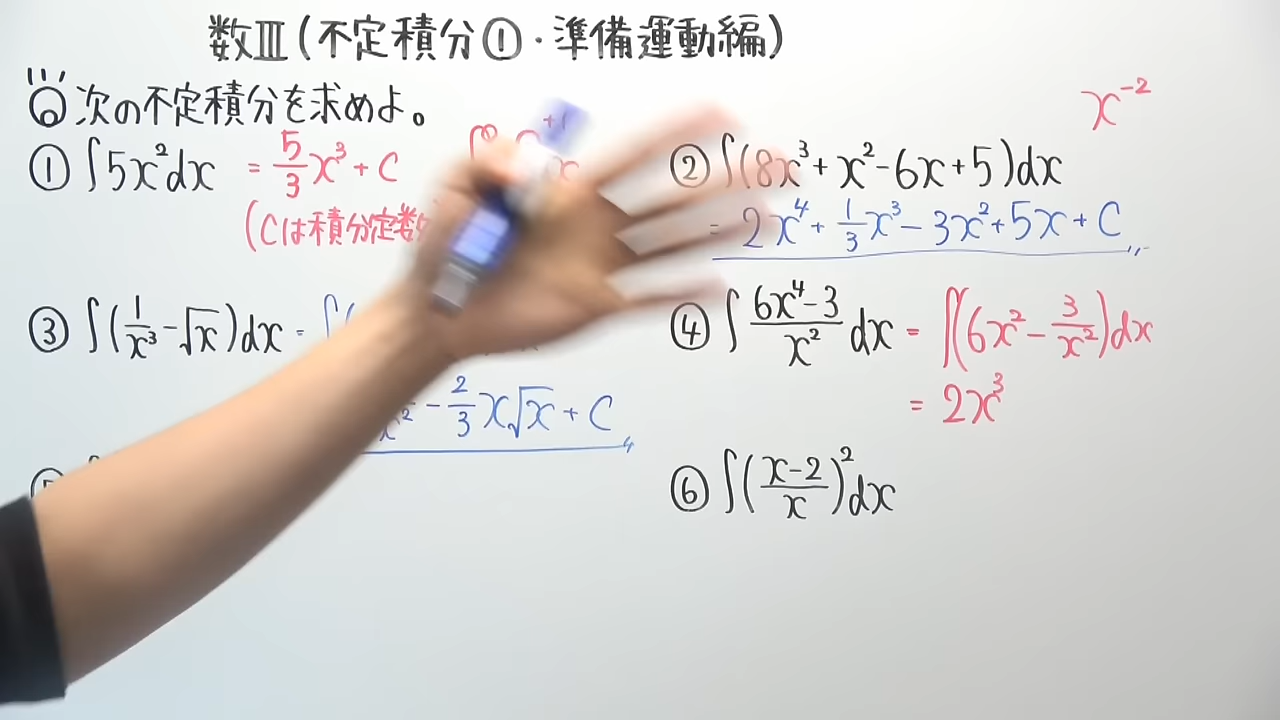 数Ⅲ(不定積分①・準備運動編)
Q 次の不定積分を求めよ。
① ∫5x²dx = 5/3 x³ + C
(Cは積分定数
② ∫(8x³+x²-6x+5)dx
= 2x⁴ + 1/3 x³ - 3x² + 5x + C
x⁻²
③ ∫(1/x³ - √x)dx = ∫(
x² - 2/3 x√x + C
④ ∫ (6x⁴-3)/x² dx = ∫(6x² - 3/x²)dx
= 2x³
⑥ ∫((x-2)/x)² dx